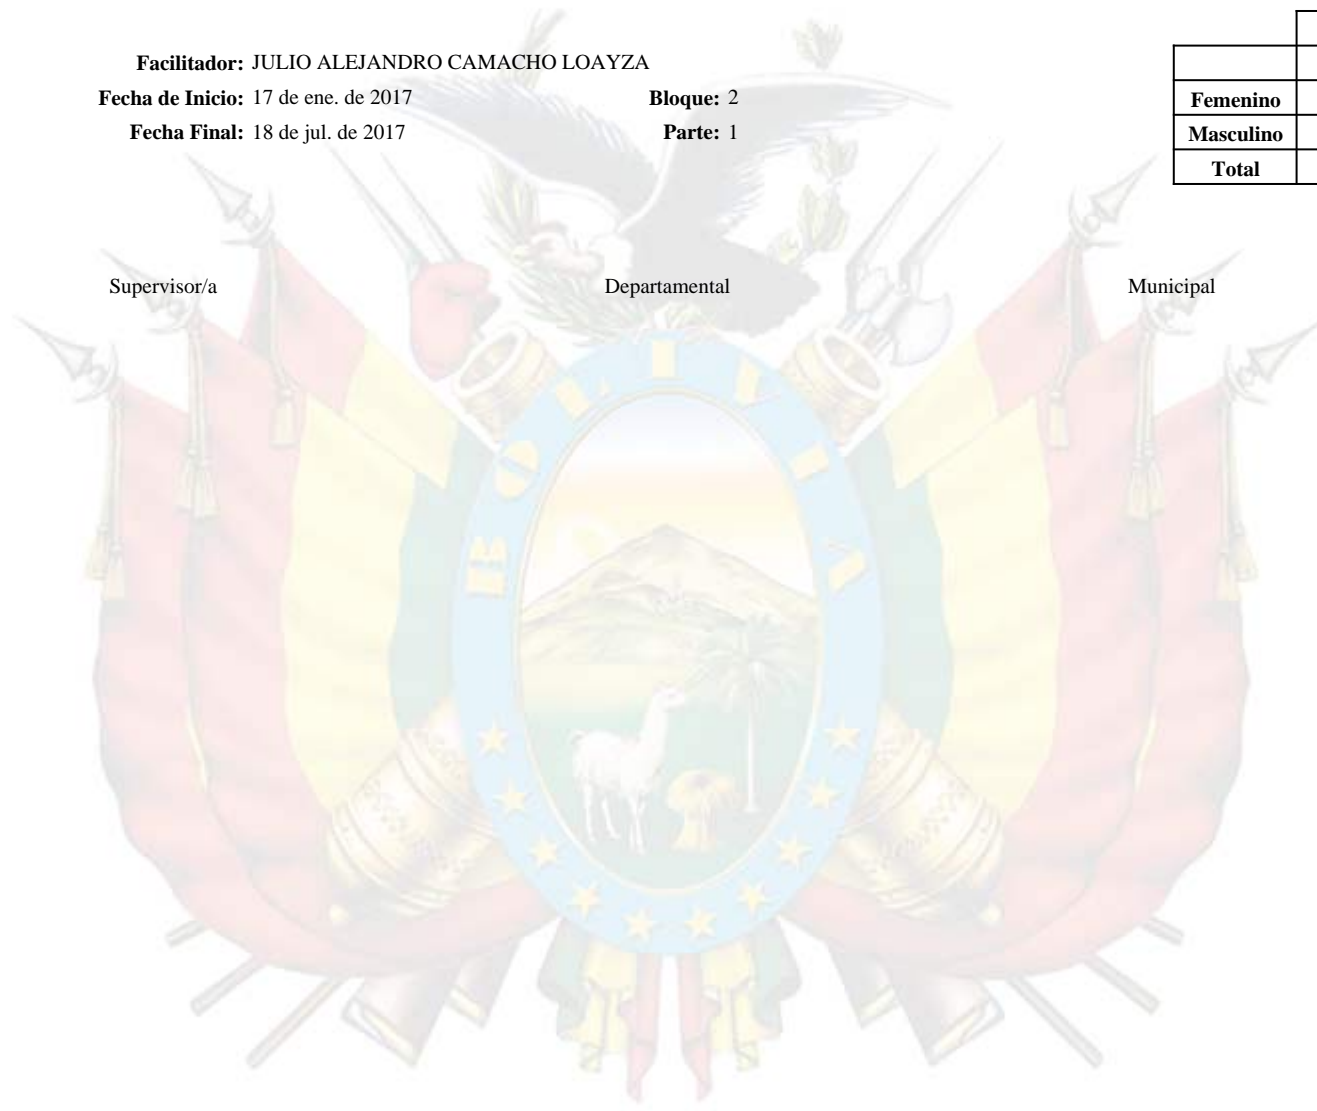 Facilitador: JULIO ALEJANDRO CAMACHO LOAYZA
Fecha de Inicio: 17 de ene. de 2017 Bloque: 2
Fecha Final: 18 de jul. de 2017 Parte: 1
Femenino
Masculino
Total
Supervisor/a Departamental Municipal
BOLIVIA